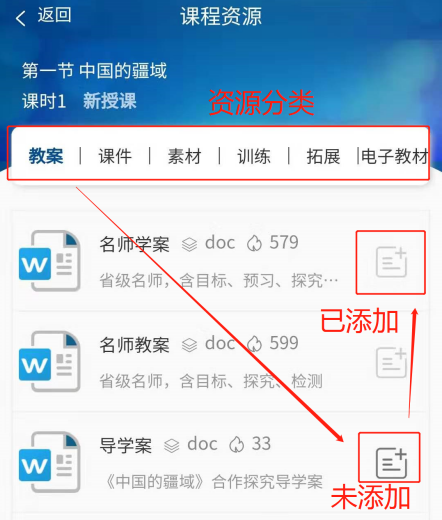 返回
课程资源
第一节 中国的疆域
课时1 新授课
资源分类
教案 | 课件 | 素材 | 训练 | 拓展 | 电子教材
名师学案 doc 579
省级名师，含目标、预习、探究…
已添加
名师教案 doc 599
省级名师，含目标、探究、检测
导学案 doc 33
《中国的疆域》合作探究导学案
未添加
W
W
W